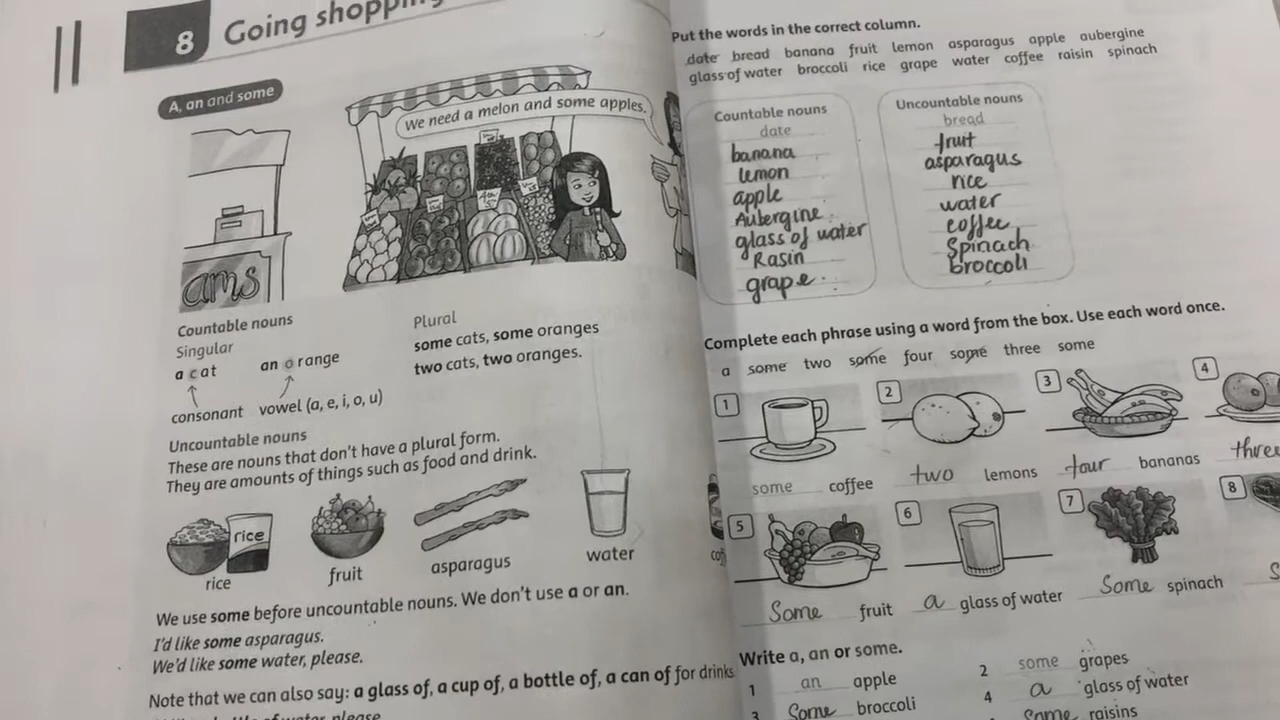 8 Going shopping
A, an and some
We need a melon and some apples.
ams
Countable nouns
Singular
a cat an orange
consonant vowel (a, e, i, o, u)
Plural
some cats, some oranges
two cats, two oranges.
Uncountable nouns
These are nouns that don't have a plural form.
They are amounts of things such as food and drink.
rice
rice fruit asparagus water
We use some before uncountable nouns. We don't use a or an.
I'd like some asparagus.
We'd like some water, please.
Note that we can also say: a glass of, a cup of, a bottle of, a can of for drinks
Put the words in the correct column.
date bread banana fruit lemon asparagus apple aubergine
glass of water broccoli rice grape water coffee raisin spinach
Countable nouns
date
banana
lemon
apple
Aubergine
glass of water
Rasin
grape
Uncountable nouns
bread
fruit
asparagus
rice
water
coffee
Spinach
broccoli
Complete each phrase using a word from the box. Use each word once.
a some two some four some three some
1 2 3 4
some coffee two lemons four bananas three
5 6 7 8
Some fruit a glass of water Some spinach
Write a, an or some.
1 an apple 2 some grapes
3 Some broccoli 4 a glass of water
Some raisins